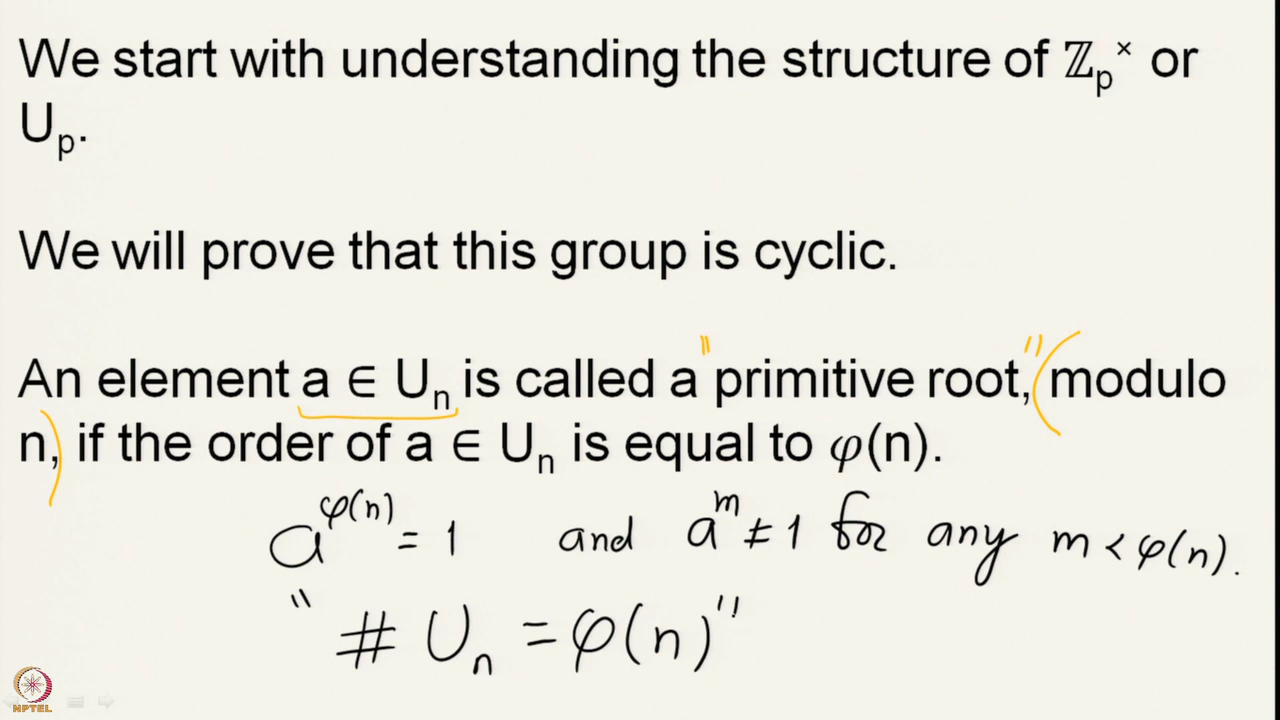 We start with understanding the structure of ℤₚˣ or
Uₚ.
We will prove that this group is cyclic.
An element a ∈ Uₙ is called a "primitive root," (modulo
n,) if the order of a ∈ Uₙ is equal to φ(n).
a^φ(n) = 1 and a^m ≠ 1 for any m < φ(n).
"# Uₙ = φ(n)"
NPTEL